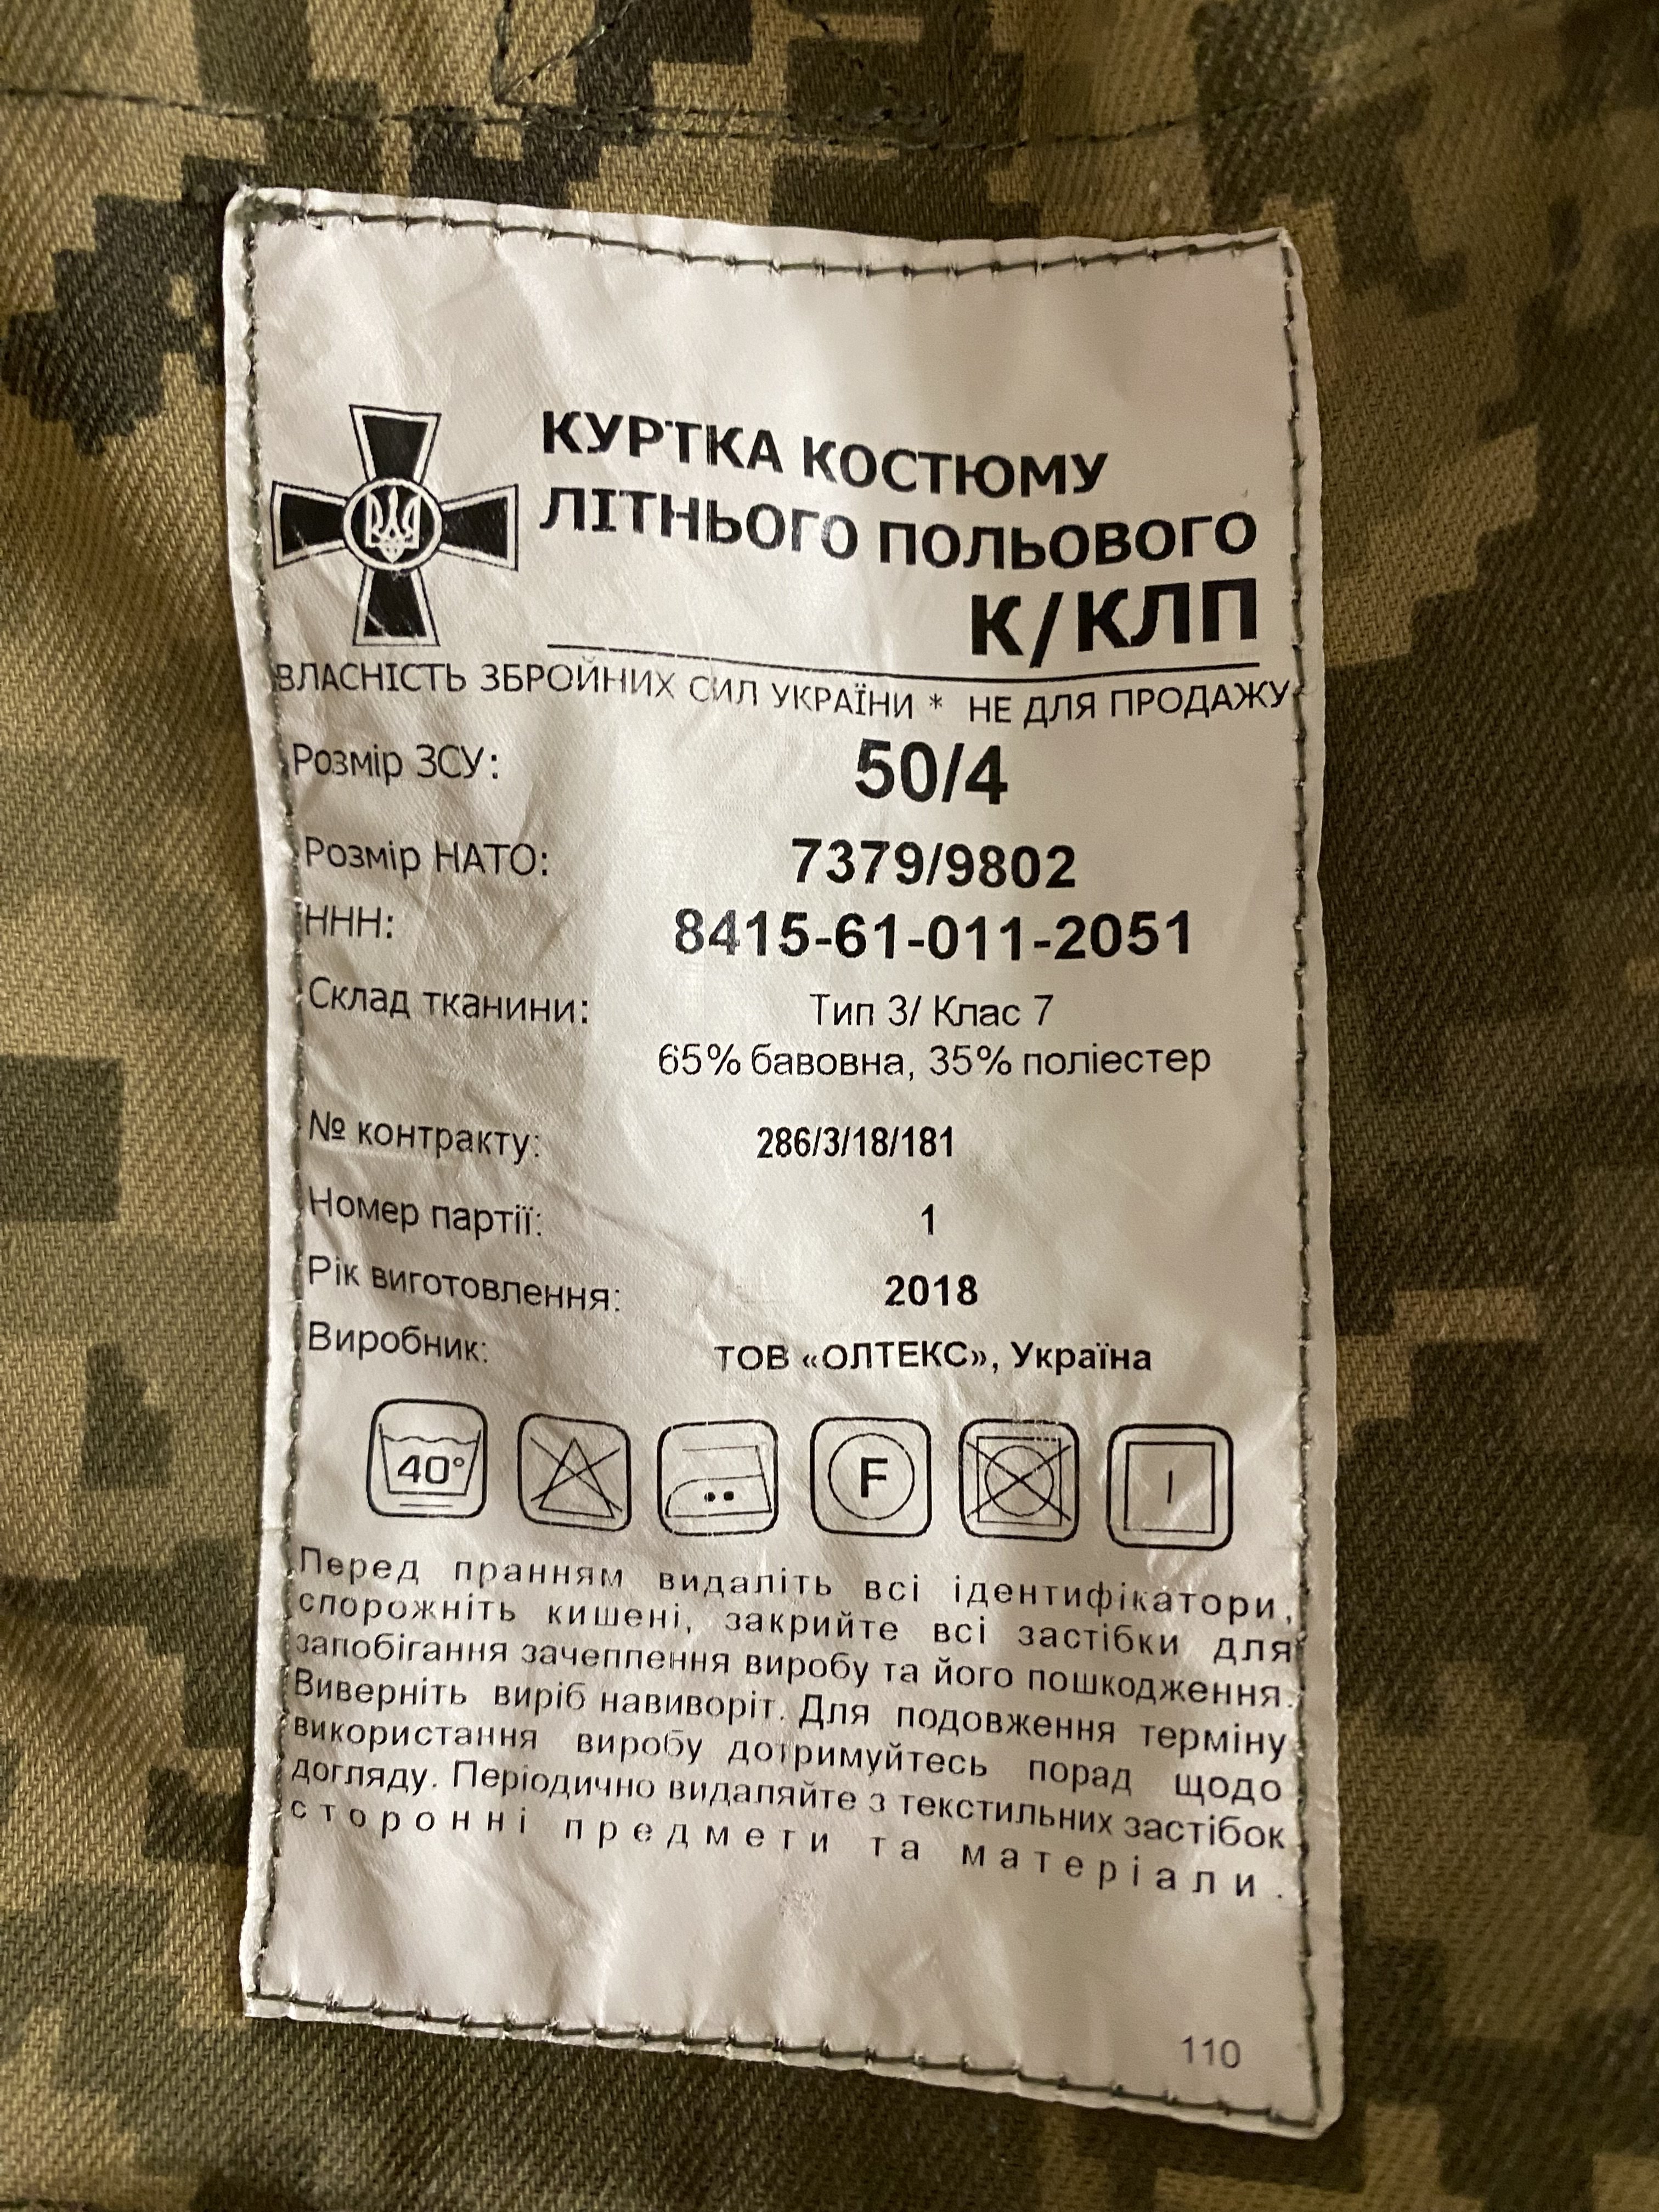 КУРТКА КОСТЮМУ
ЛІТНЬОГО ПОЛЬОВОГО
К/КЛП
ВЛАСНІСТЬ ЗБРОЙНИХ СИЛ УКРАЇНИ * НЕ ДЛЯ ПРОДАЖУ
Розмір ЗСУ: 50/4
Розмір НАТО: 7379/9802
ННН: 8415-61-011-2051
Склад тканини: Тип 3/ Клас 7
65% бавовна, 35% поліестер
№ контракту: 286/3/18/181
Номер партії: 1
Рік виготовлення: 2018
Виробник: ТОВ «ОЛТЕКС», Україна
40° F
Перед пранням видаліть всі ідентифікатори,
спорожніть кишені, закрийте всі застібки для
запобігання зачеплення виробу та його пошкодження.
Виверніть виріб навиворіт. Для подовження терміну
використання виробу дотримуйтесь порад щодо
догляду. Періодично видаляйте з текстильних застібок
сторонні предмети та матеріали.
110